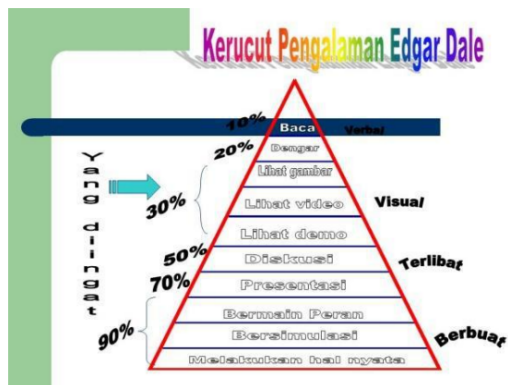 Kerucut Pengalaman Edgar Dale
10% Baca Verbal
20% Dengar
Lihat gambar
30% Lihat video Visual
Lihat demo
50% Diskusi Terlibat
70% Presentasi
Bermain Peran
90% Bersimulasi Berbuat
Melakukan hal nyata
Yang diingat